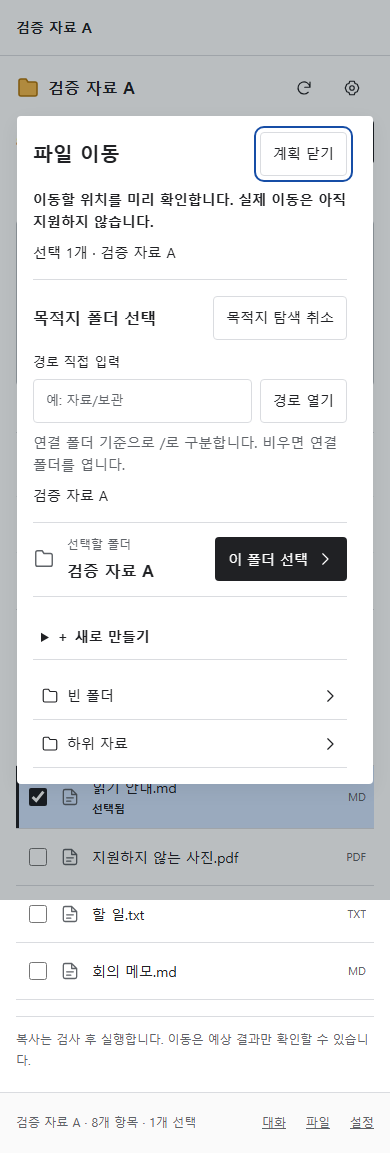 검증 자료 A
검증 자료 A
파일 이동
계획 닫기
이동할 위치를 미리 확인합니다. 실제 이동은 아직
지원하지 않습니다.
선택 1개 · 검증 자료 A
목적지 폴더 선택
목적지 탐색 취소
경로 직접 입력
예: 자료/보관
경로 열기
연결 폴더 기준으로 /로 구분합니다. 비우면 연결
폴더를 엽니다.
검증 자료 A
선택할 폴더
검증 자료 A
이 폴더 선택
+ 새로 만들기
빈 폴더
하위 자료
읽기 안내.md
MD
선택됨
지원하지 않는 사진.pdf
PDF
할 일.txt
TXT
회의 메모.md
MD
복사는 검사 후 실행합니다. 이동은 예상 결과만 확인할 수 있습니
다.
검증 자료 A · 8개 항목 · 1개 선택
대화
파일
설정